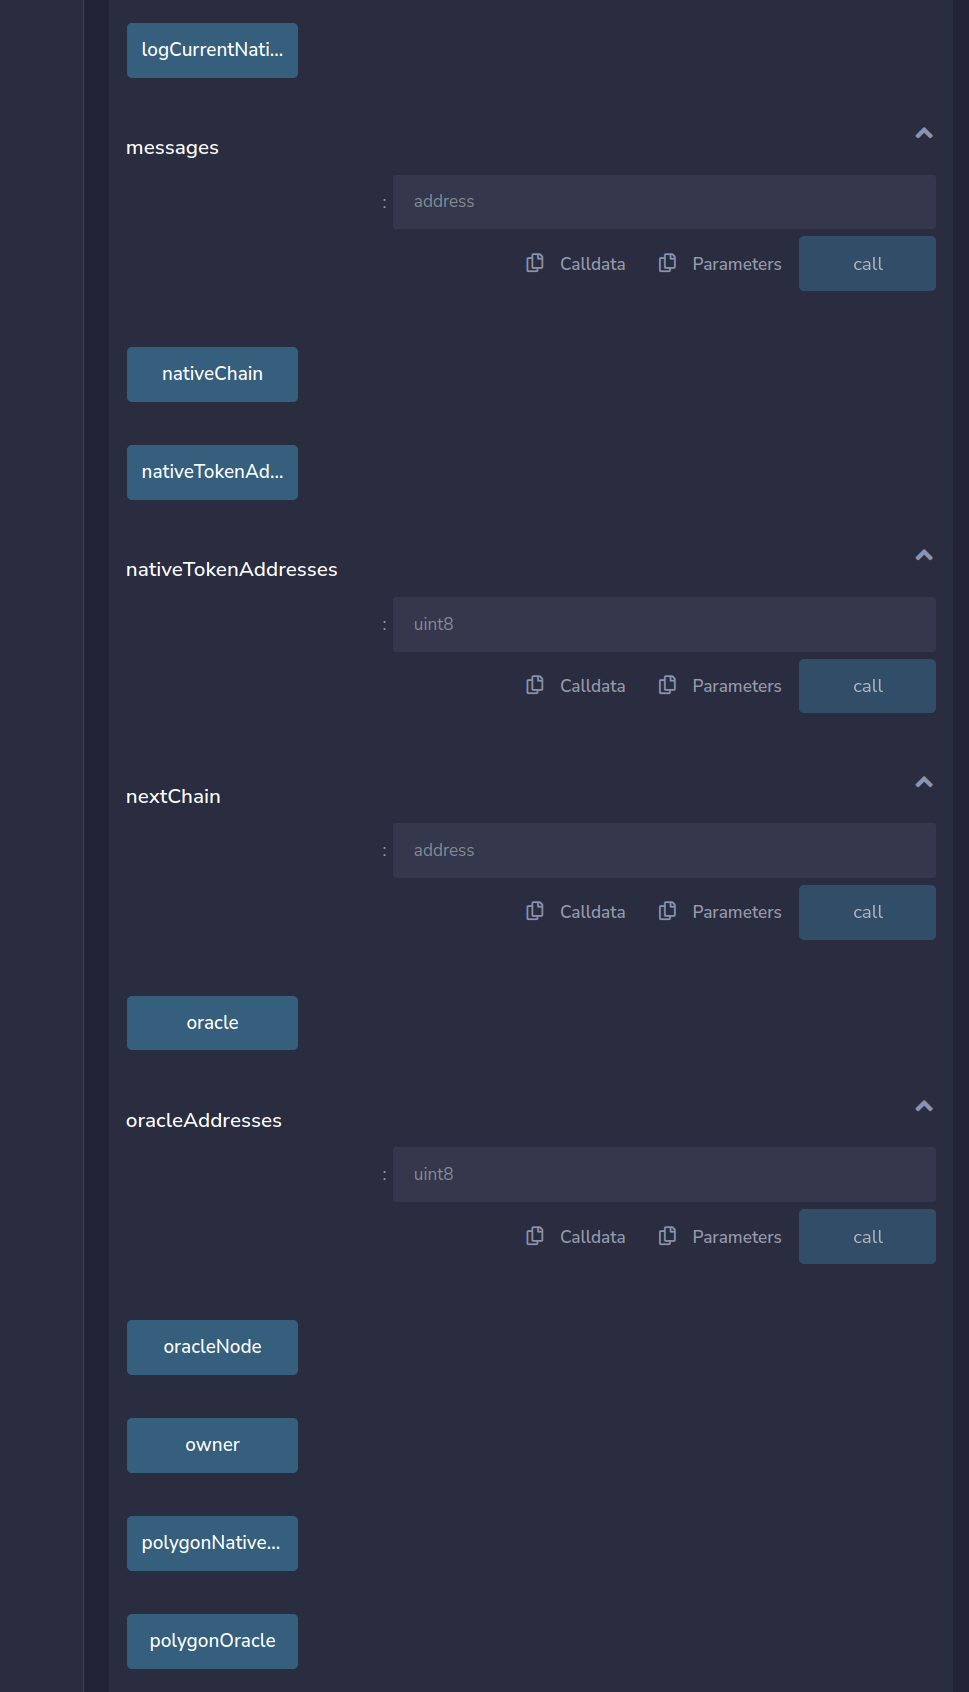 logCurrentNati...
messages
: address
Calldata Parameters call
nativeChain
nativeTokenAd...
nativeTokenAddresses
: uint8
Calldata Parameters call
nextChain
: address
Calldata Parameters call
oracle
oracleAddresses
: uint8
Calldata Parameters call
oracleNode
owner
polygonNative...
polygonOracle